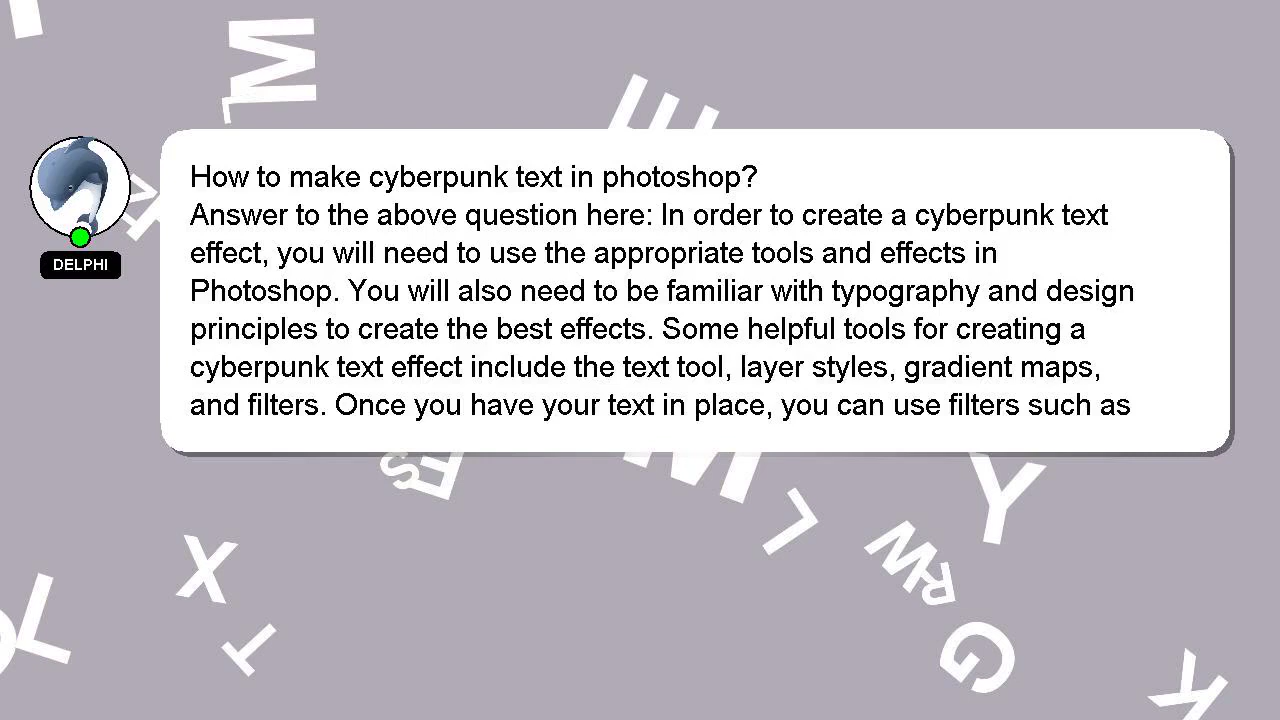 M
L
E
A
DELPHI
How to make cyberpunk text in photoshop?
Answer to the above question here: In order to create a cyberpunk text
effect, you will need to use the appropriate tools and effects in
Photoshop. You will also need to be familiar with typography and design
principles to create the best effects. Some helpful tools for creating a
cyberpunk text effect include the text tool, layer styles, gradient maps,
and filters. Once you have your text in place, you can use filters such as
S
E
M
Y
L
X
W
R
Y
T
G
K